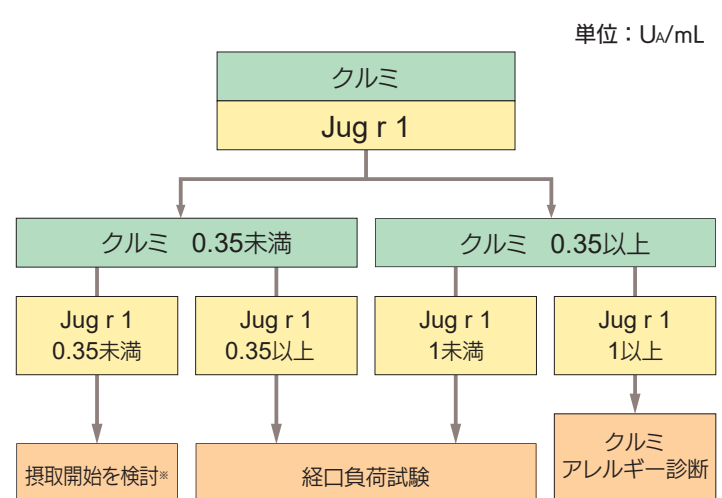 単位：UA/mL
クルミ
Jug r 1
クルミ 0.35未満
クルミ 0.35以上
Jug r 1
0.35未満
Jug r 1
0.35以上
Jug r 1
1未満
Jug r 1
1以上
摂取開始を検討※
経口負荷試験
クルミ
アレルギー診断